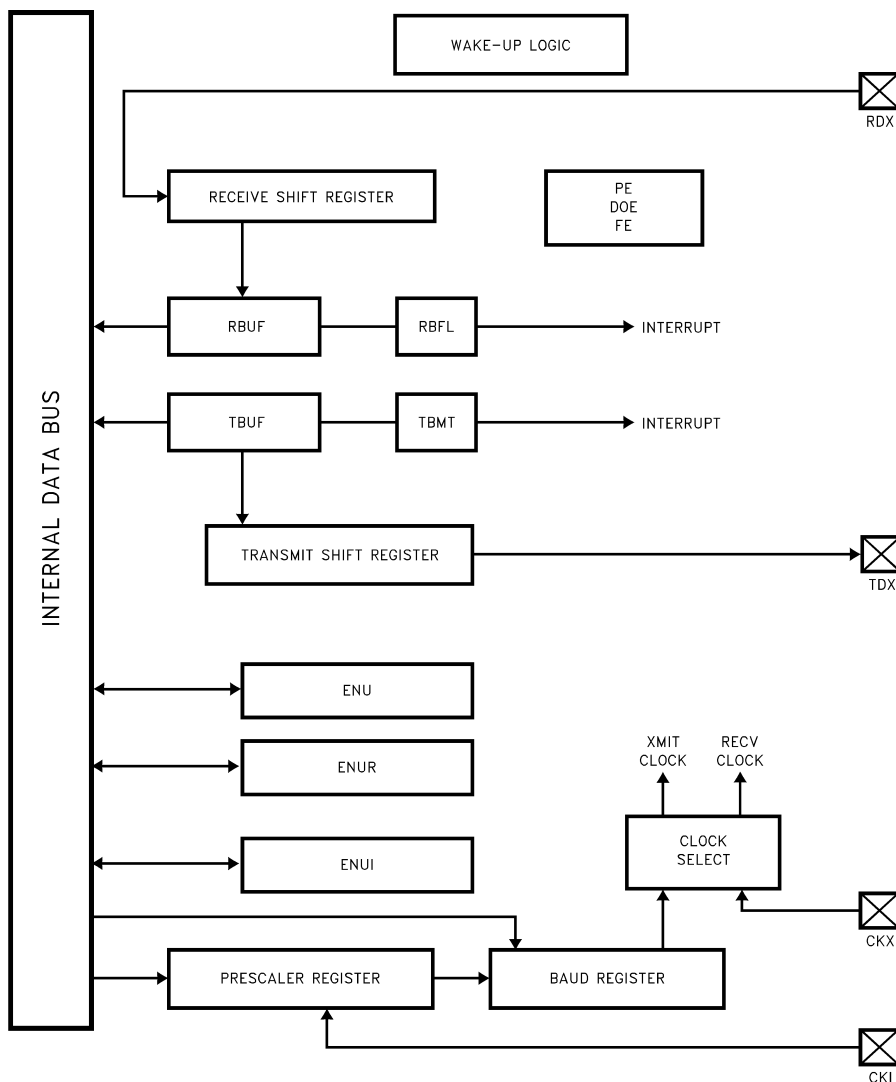 WAKE-UP LOGIC
RDX
RECEIVE SHIFT REGISTER
PE
DOE
FE
RBUF
RBFL
INTERRUPT
INTERNAL DATA BUS
TBUF
TBMT
INTERRUPT
TRANSMIT SHIFT REGISTER
TDX
ENU
ENUR
XMIT
CLOCK
RECV
CLOCK
CLOCK
SELECT
ENUI
CKX
PRESCALER REGISTER
BAUD REGISTER
CKI